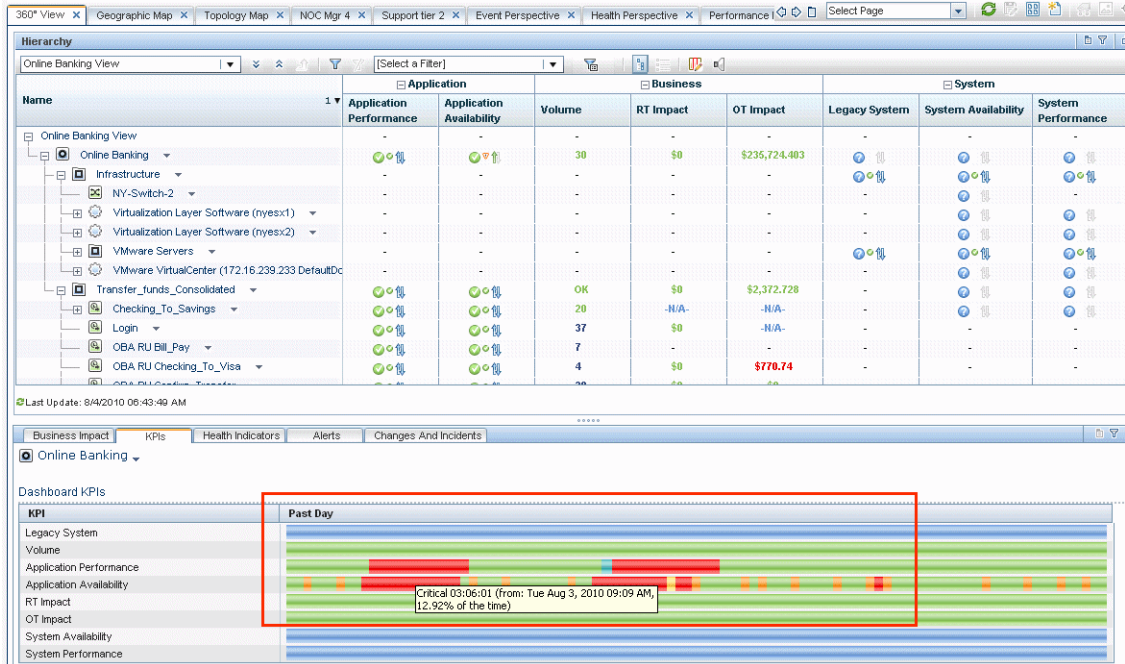 360° View X Geographic Map X Topology Map X NOC Mgr 4 X Support tier 2 X Event Perspective X Health Perspective X Performance Select Page
Hierarchy
Online Banking View [Select a Filter]
Application Business System
Name 1 Application Performance Application Availability Volume RT Impact OT Impact Legacy System System Availability System Performance
Online Banking View - - - - - - - -
Online Banking 30 $0 $235,724.403
Infrastructure - - - - -
NY-Switch-2 - - - - - - -
Virtualization Layer Software (nyesx1) - - - - - -
Virtualization Layer Software (nyesx2) - - - - - -
VMware Servers - - - - -
VMware VirtualCenter (172.16.239.233 DefaultDo - - - - - -
Transfer_funds_Consolidated OK $0 $2,372.728 -
Checking_To_Savings 20 -N/A- -N/A- -
Login 37 $0 -N/A- - - -
OBA RU Bill_Pay 7 - - - - -
OBA RU Checking_To_Visa 4 $0 $770.74 - - -
OBA RU Confirm_Transfer
Last Update: 8/4/2010 06:43:49 AM
Business Impact KPIs Health Indicators Alerts Changes And Incidents
Online Banking
Dashboard KPIs
KPI Past Day
Legacy System
Volume
Application Performance
Application Availability
Critical 03:06:01 (from: Tue Aug 3, 2010 09:09 AM,
12.92% of the time)
RT Impact
OT Impact
System Availability
System Performance